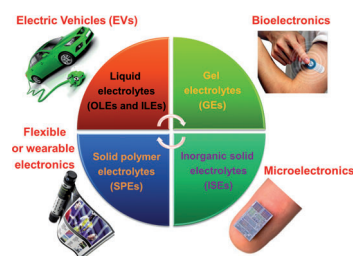 Electric Vehicles (EVs)
Bioelectronics
Liquid
electrolytes
(OLEs and ILEs)
Gel
electrolytes
(GEs)
Flexible
or wearable
electronics
Solid polymer
electrolytes
(SPEs)
Inorganic solid
electrolytes
(ISEs)
Microelectronics